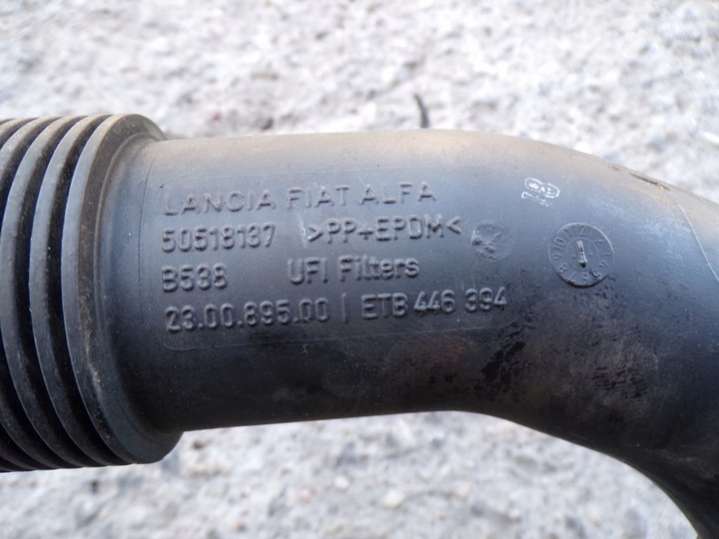 LANCIA FIAT ALFA
50518137 >PP+EPDM<
B538 UFI Filters
23.00.895.00 | ETB 446 394